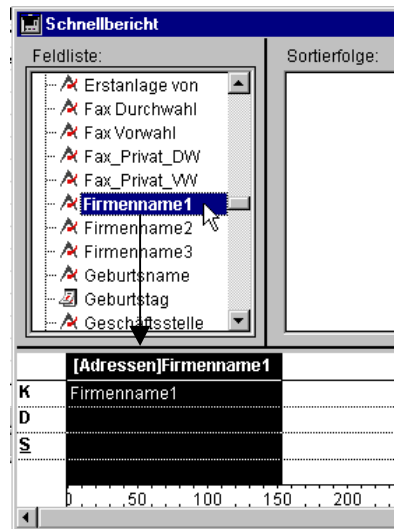 Schnellbericht
Feldliste:
Sortierfolge:
Erstanlage von
Fax Durchwahl
Fax Vorwahl
Fax_Privat_DW
Fax_Privat_VW
Firmenname1
Firmenname2
Firmenname3
Geburtsname
Geburtstag
Geschäftsstelle
[Adressen]Firmenname1
K Firmenname1
D
S
0 50 100 150 200